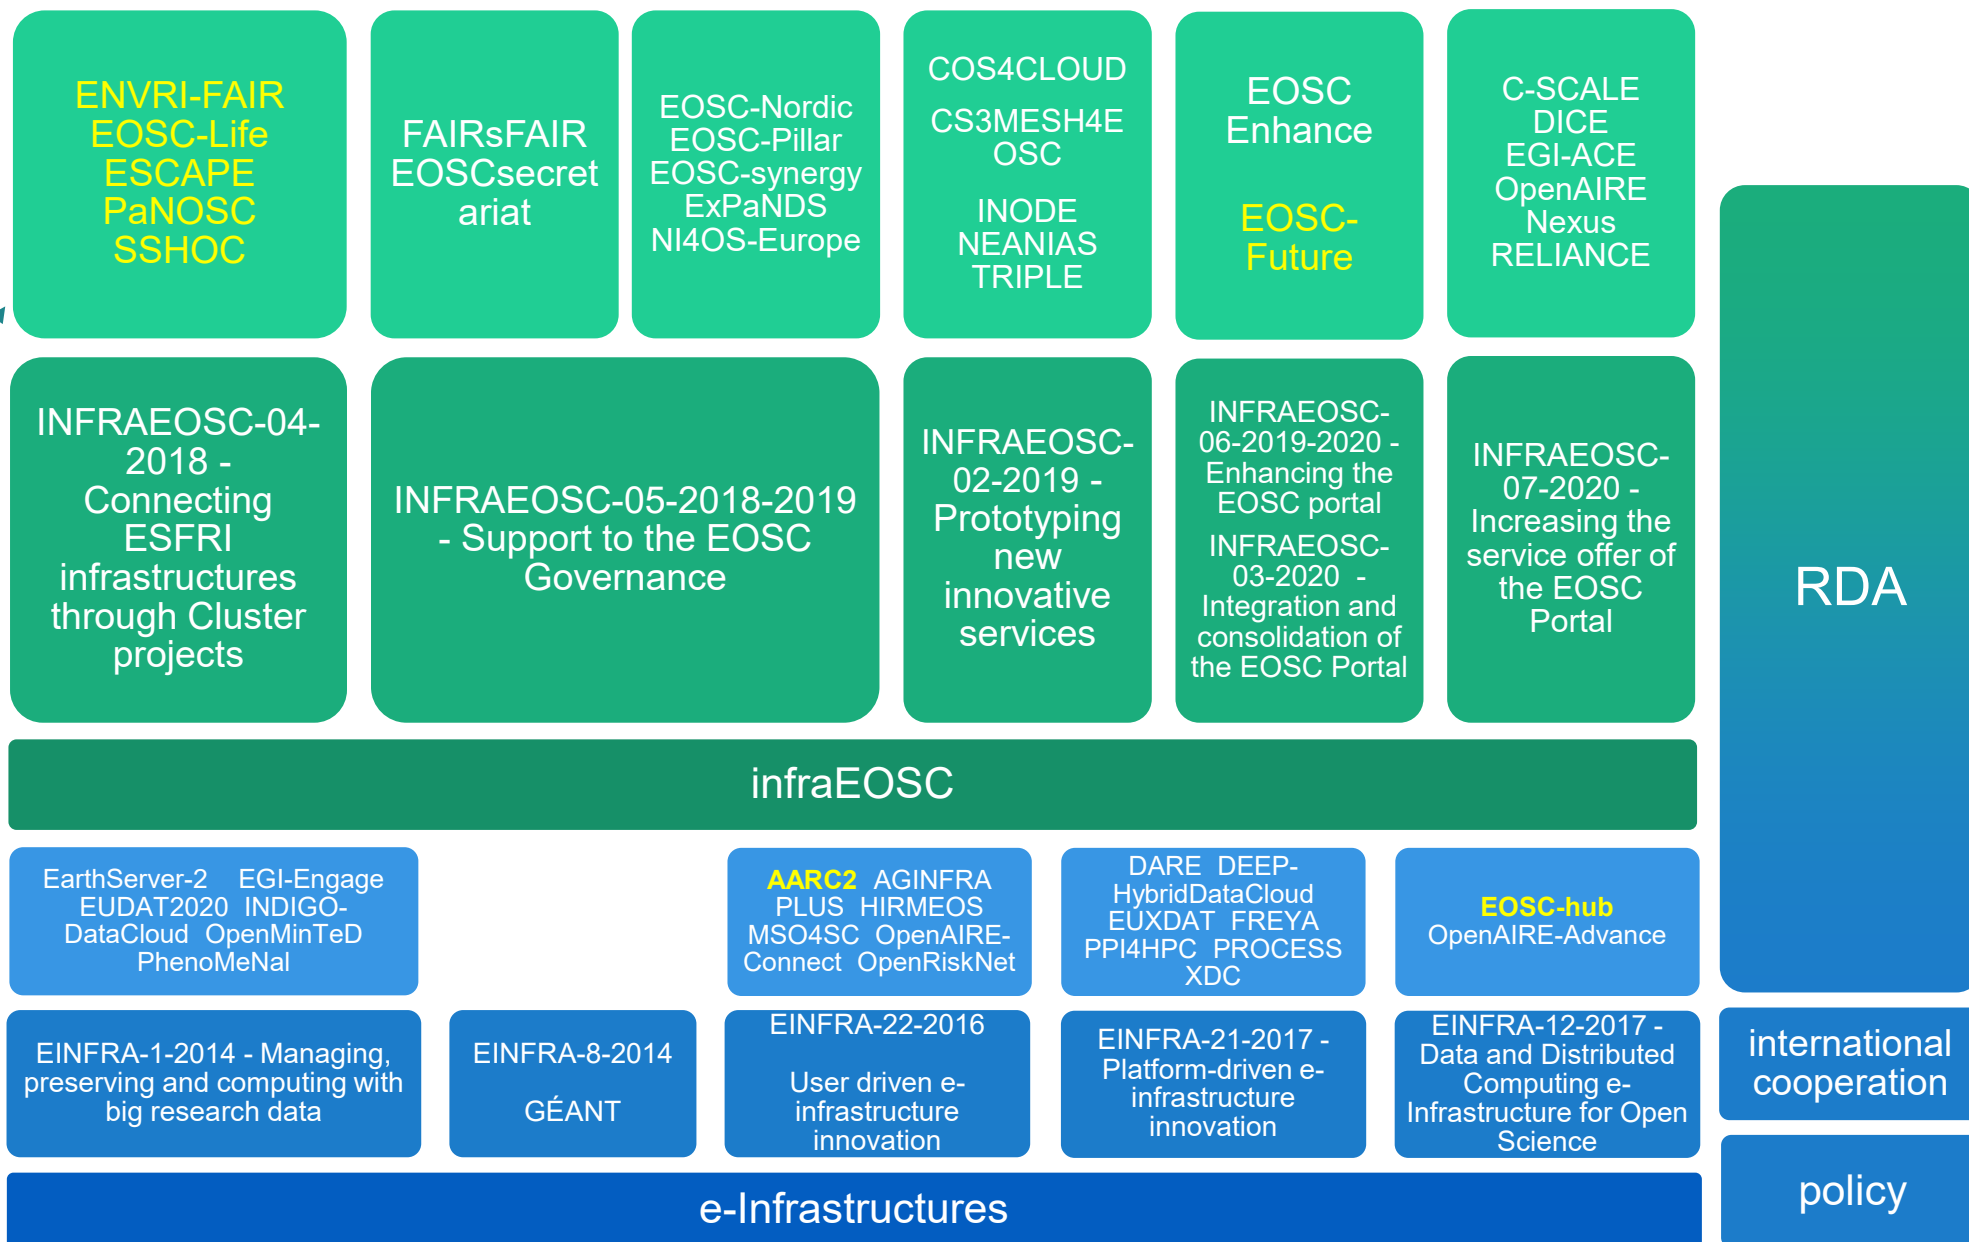 ENVRI-FAIR
EOSC-Life
ESCAPE
PaNOSC
SSHOC
FAIRsFAIR
EOSCsecret
ariat
EOSC-Nordic
EOSC-Pillar
EOSC-synergy
ExPaNDS
NI4OS-Europe
COS4CLOUD
CS3MESH4E
OSC
INODE
NEANIAS
TRIPLE
EOSC
Enhance
EOSC-
Future
C-SCALE
DICE
EGI-ACE
OpenAIRE
Nexus
RELIANCE
INFRAEOSC-04-
2018 -
Connecting
ESFRI
infrastructures
through Cluster
projects
INFRAEOSC-05-2018-2019
- Support to the EOSC
Governance
INFRAEOSC-
02-2019 -
Prototyping
new
innovative
services
INFRAEOSC-
06-2019-2020 -
Enhancing the
EOSC portal
INFRAEOSC-
03-2020 -
Integration and
consolidation of
the EOSC Portal
INFRAEOSC-
07-2020 -
Increasing the
service offer of
the EOSC
Portal
RDA
infraEOSC
EarthServer-2 EGI-Engage
EUDAT2020 INDIGO-
DataCloud OpenMinTeD
PhenoMeNal
AARC2 AGINFRA
PLUS HIRMEOS
MSO4SC OpenAIRE-
Connect OpenRiskNet
DARE DEEP-
HybridDataCloud
EUXDAT FREYA
PPI4HPC PROCESS
XDC
EOSC-hub
OpenAIRE-Advance
EINFRA-1-2014 - Managing,
preserving and computing with
big research data
EINFRA-8-2014
GÉANT
EINFRA-22-2016
User driven e-
infrastructure
innovation
EINFRA-21-2017 -
Platform-driven e-
infrastructure
innovation
EINFRA-12-2017 -
Data and Distributed
Computing e-
Infrastructure for Open
Science
international
cooperation
e-Infrastructures
policy